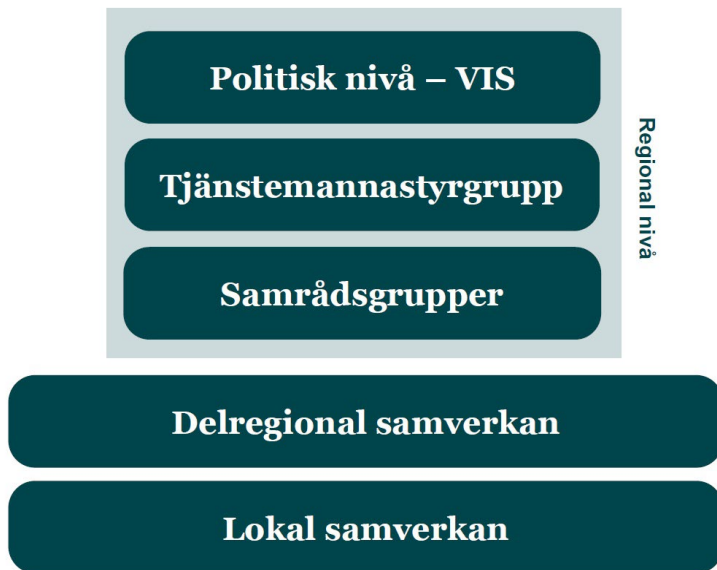 Politisk nivå – VIS
Tjänstemannastyrgrupp
Samrådsgrupper
Regional nivå
Delregional samverkan
Lokal samverkan